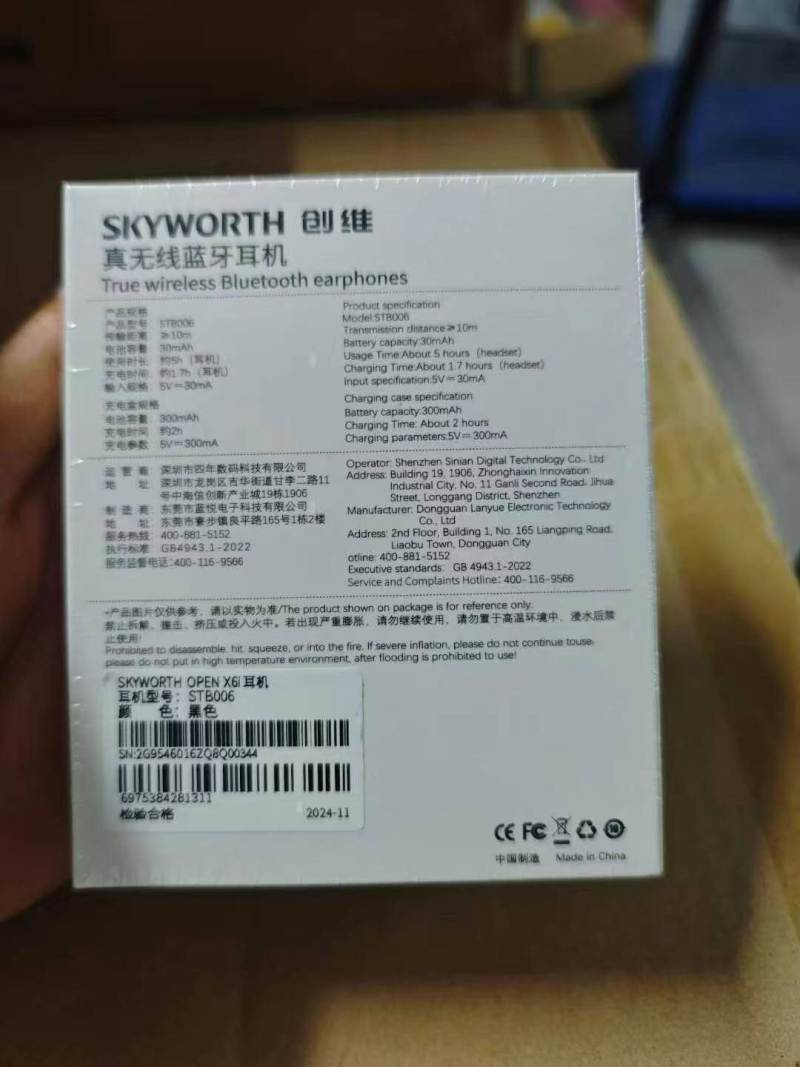 SKYWORTH 创维
真无线蓝牙耳机
True wireless Bluetooth earphones
产品规格
产品型号: STB006
传输距离: ≥10m
电池容量: 30mAh
使用时长: 约5h（耳机）
充电时间: 约1.7h（耳机）
输入规格: 5V⎓30mA
充电盒规格
电池容量: 300mAh
充电时间: 约2h
充电参数: 5V⎓300mA
Product specification
Model:STB006
Transmission distance≥10m
Battery capacity:30mAh
Usage Time:About 5 hours (headset)
Charging Time:About 1.7 hours (headset)
Input specification:5V⎓30mA
Charging case specification
Battery capacity:300mAh
Charging Time: About 2 hours
Charging parameters:5V⎓300mA
运营商: 深圳市四年数码科技有限公司
地址: 深圳市龙岗区吉华街道甘李二路11
号中海信创新产业城19栋1906
制造商: 东莞市蓝悦电子科技有限公司
地址: 东莞市寮步镇良平路165号1栋2楼
服务热线: 400-881-5152
执行标准: GB4943.1-2022
服务监督电话:400-116-9566
Operator: Shenzhen Sinian Digital Technology Co., Ltd
Address: Building 19, 1906, Zhonghaixin Innovation
Industrial City, No. 11 Ganli Second Road, Jihua
Street, Longgang District, Shenzhen
Manufacturer: Dongguan Lanyue Electronic Technology
Co., Ltd
Address: 2nd Floor, Building 1, No. 165 Liangping Road,
Liaobu Town, Dongguan City
otline: 400-881-5152
Executive standards: GB 4943.1-2022
Service and Complaints Hotline: 400-116-9566
*产品图片仅供参考，请以实物为准/The product shown on package is for reference only.
禁止拆解、撞击、挤压或投入火中。若出现严重膨胀，请勿继续使用，请勿置于高温环境中，浸水后禁
止使用!
Prohibited to disassemble, hit, squeeze, or into the fire. If severe inflation, please do not continue touse,
please do not put in high temperature environment, after flooding is prohibited to use!
SKYWORTH OPEN X6i 耳机
耳机型号: STB006
颜 色: 黑色
SN:2G9546016ZQ8Q00344
6975384281311
检验合格 2024-11
CE FC 10
中国制造 Made in China